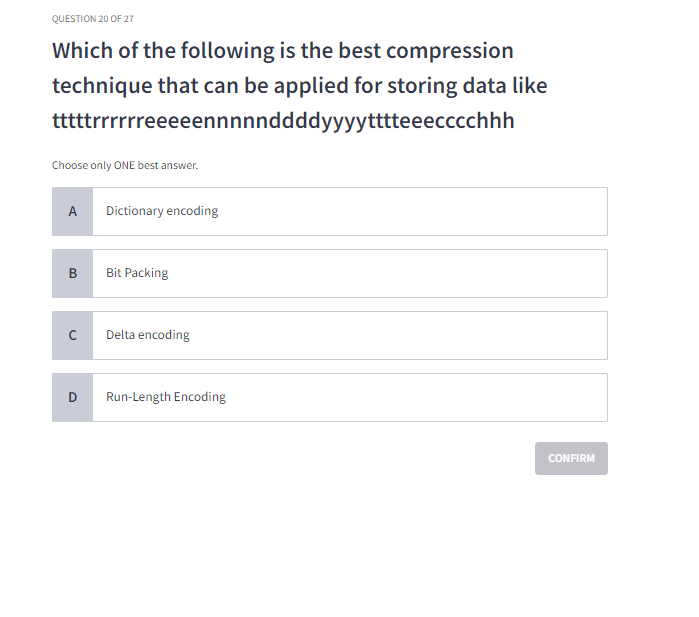 QUESTION 20 OF 27
Which of the following is the best compression
technique that can be applied for storing data like
tttttrrrrrreeeeennnnnddddyyyytttteeeccccchhh
Choose only ONE best answer.
A Dictionary encoding
B Bit Packing
C Delta encoding
D Run-Length Encoding
CONFIRM